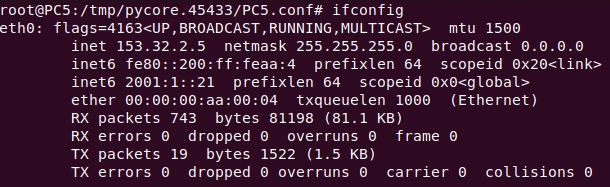 root@PC5:/tmp/pycore.45433/PC5.conf# ifconfig
eth0: flags=4163<UP,BROADCAST,RUNNING,MULTICAST>  mtu 1500
        inet 153.32.2.5  netmask 255.255.255.0  broadcast 0.0.0.0
        inet6 fe80::200:ff:feaa:4  prefixlen 64  scopeid 0x20<link>
        inet6 2001:1::21  prefixlen 64  scopeid 0x0<global>
        ether 00:00:00:aa:00:04  txqueuelen 1000  (Ethernet)
        RX packets 743  bytes 81198 (81.1 KB)
        RX errors 0  dropped 0  overruns 0  frame 0
        TX packets 19  bytes 1522 (1.5 KB)
        TX errors 0  dropped 0 overruns 0  carrier 0  collisions 0